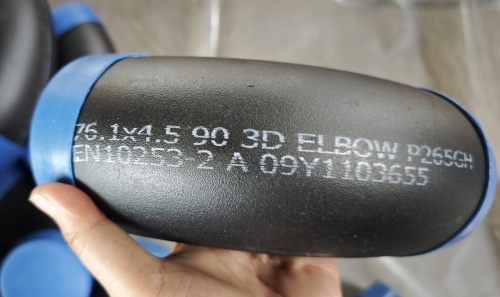 76.1x4.5 90 3D ELBOW P265GH
EN10253-2 A 09Y1103655